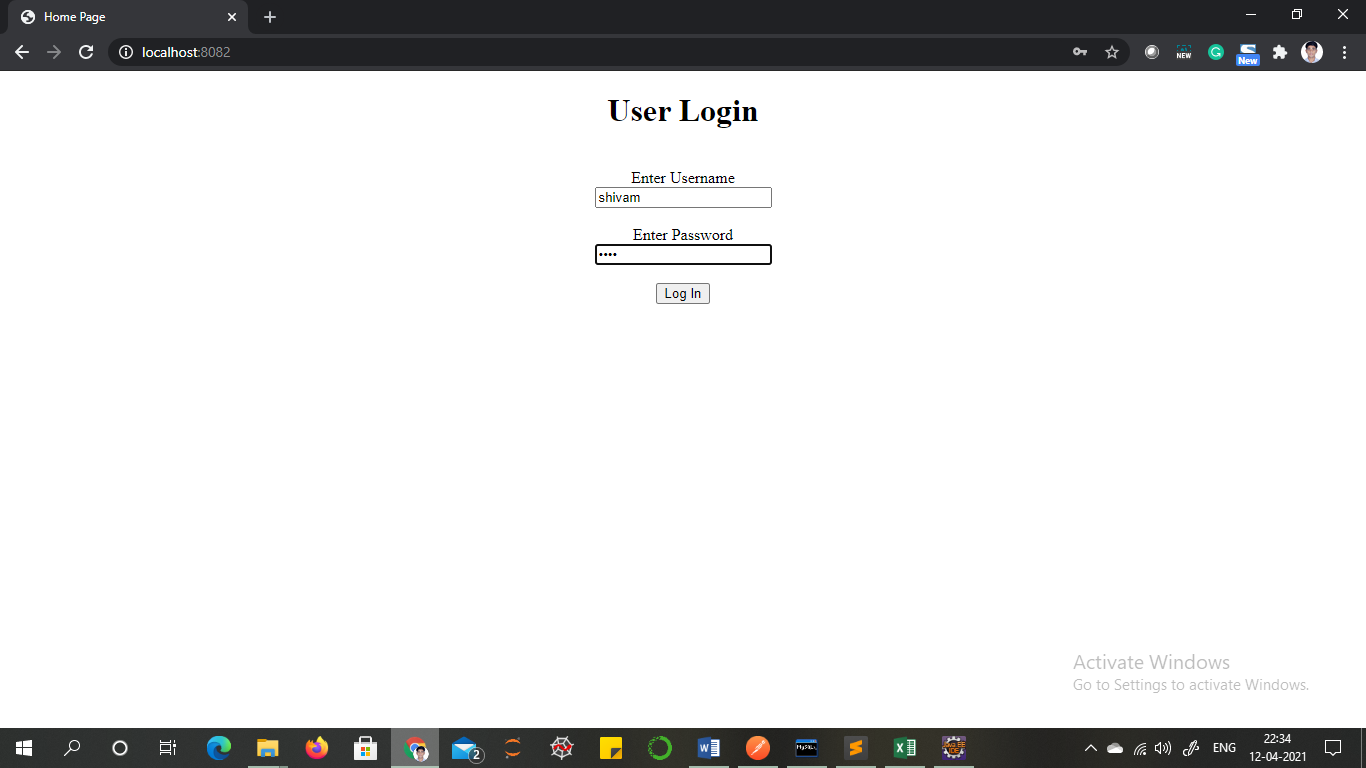 Home Page
localhost:8082
NEW
New
User Login
Enter Username
shivam
Enter Password
••••
Log In
Activate Windows
Go to Settings to activate Windows.
2
ENG
22:34
12-04-2021